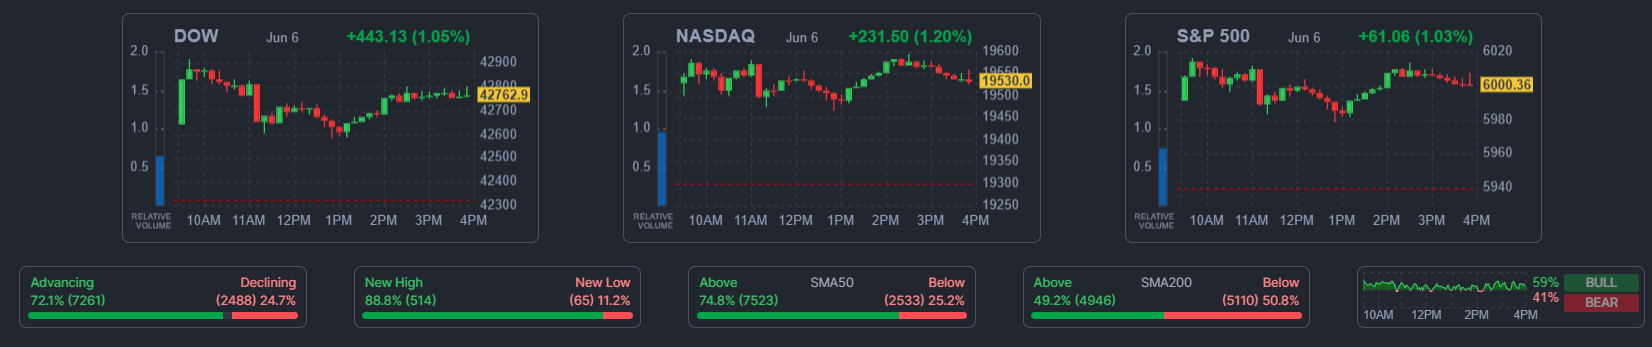 DOW Jun 6 +443.13 (1.05%)
2.0
1.5
1.0
0.5
42900
42800
42762.9
42700
42600
42500
42400
42300
RELATIVE
VOLUME
10AM 11AM 12PM 1PM 2PM 3PM 4PM
NASDAQ Jun 6 +231.50 (1.20%)
2.0
1.5
1.0
0.5
19600
19550
19530.0
19500
19450
19400
19350
19300
19250
RELATIVE
VOLUME
10AM 11AM 12PM 1PM 2PM 3PM 4PM
S&P 500 Jun 6 +61.06 (1.03%)
2.0
1.5
1.0
0.5
6020
6000.36
5980
5960
5940
RELATIVE
VOLUME
10AM 11AM 12PM 1PM 2PM 3PM 4PM
Advancing Declining
72.1% (7261) (2488) 24.7%
New High New Low
88.8% (514) (65) 11.2%
Above SMA50 Below
74.8% (7523) (2533) 25.2%
Above SMA200 Below
49.2% (4946) (5110) 50.8%
59% BULL
41% BEAR
10AM 12PM 2PM 4PM